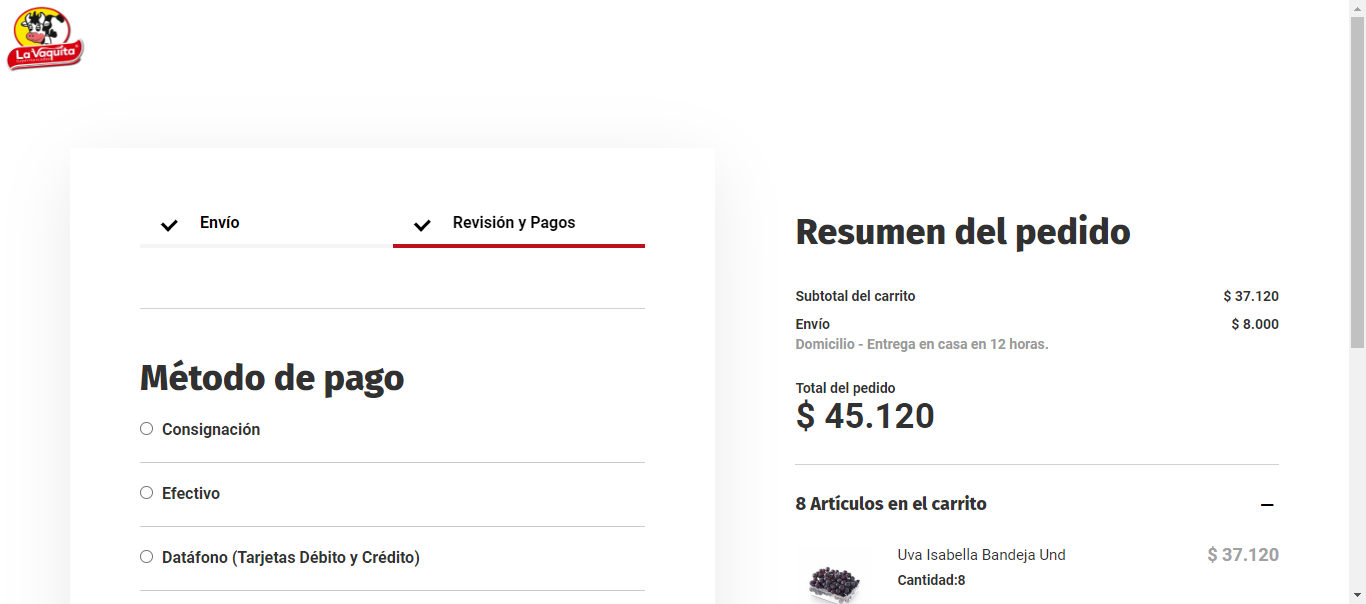 La Vaquita
Envío
Revisión y Pagos
Método de pago
Consignación
Efectivo
Datáfono (Tarjetas Débito y Crédito)
Resumen del pedido
Subtotal del carrito $ 37.120
Envío $ 8.000
Domicilio - Entrega en casa en 12 horas.
Total del pedido
$ 45.120
8 Artículos en el carrito
Uva Isabella Bandeja Und $ 37.120
Cantidad:8